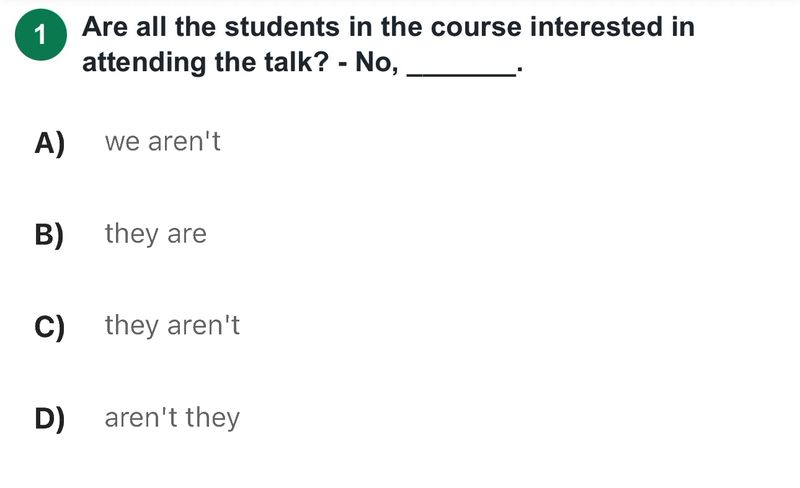 1 Are all the students in the course interested in
attending the talk? - No, _______.
A) we aren't
B) they are
C) they aren't
D) aren't they